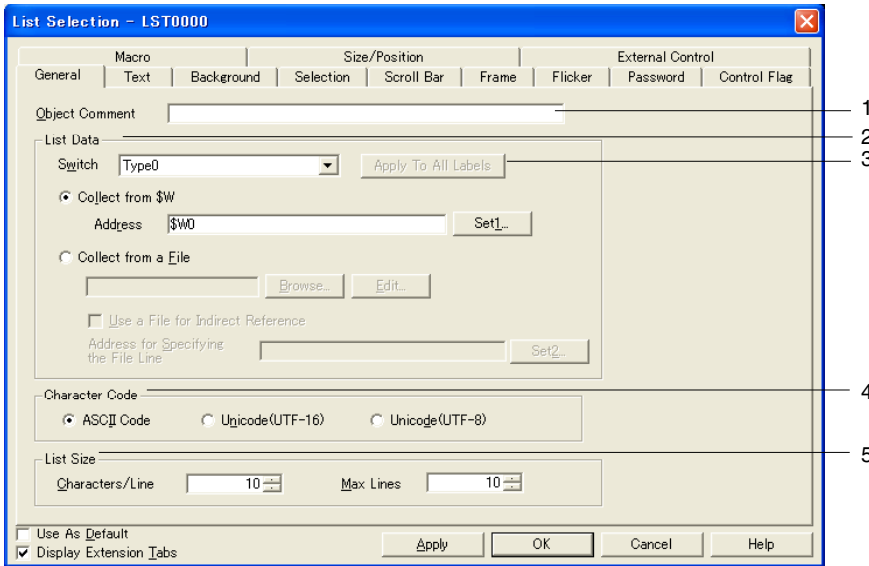 List Selection - LST0000
Macro Size/Position External Control
General Text Background Selection Scroll Bar Frame Flicker Password Control Flag
Object Comment 1
List Data 2
Switch Type0 Apply To All Labels 3
Collect from $W
Address $W0 Set1...
Collect from a File
Browse... Edit...
Use a File for Indirect Reference
Address for Specifying
the File Line Set2...
Character Code 4
ASCII Code Unicode(UTF-16) Unicode(UTF-8)
List Size 5
Characters/Line 10 Max Lines 10
Use As Default
Display Extension Tabs Apply OK Cancel Help